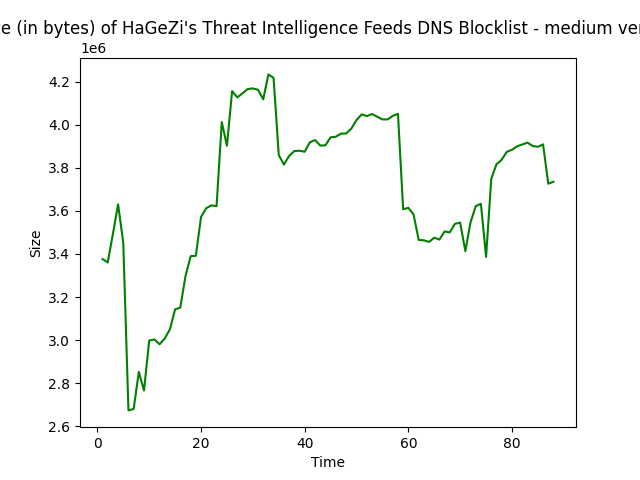 (in bytes) of HaGeZi's Threat Intelligence Feeds DNS Blocklist - medium
1e6
4.2
4.0
3.8
3.6
3.4
3.2
3.0
2.8
2.6
Size
0 20 40 60 80
Time